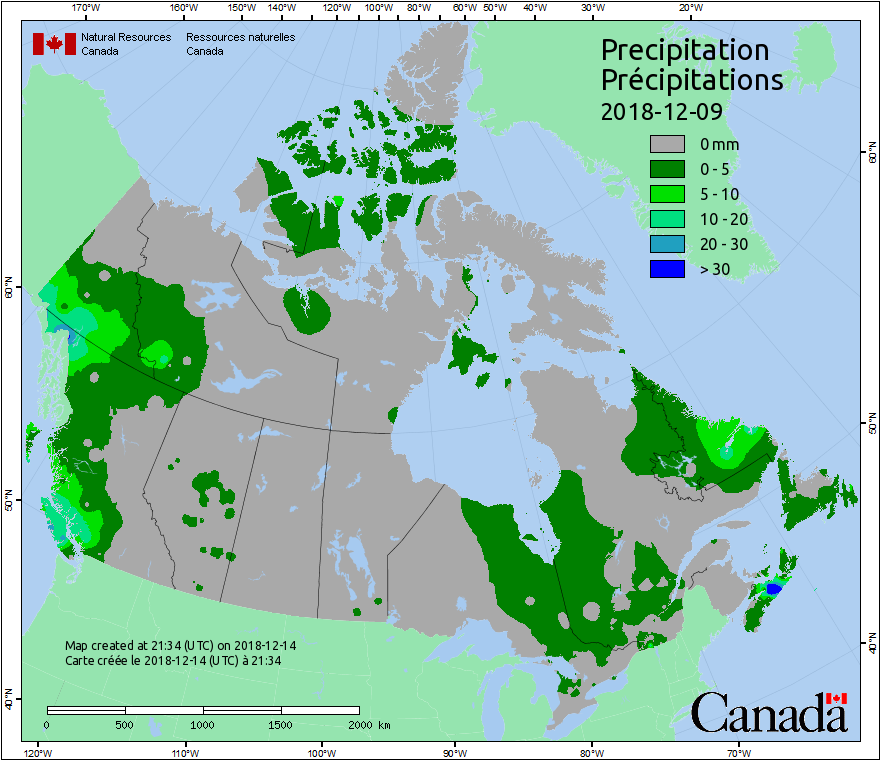 170°W 160°W 150°W 140°W 120°W 100°W 80°W 60°W 50°W 40°W 30°W 20°W
Natural Resources Canada
Ressources naturelles Canada
Precipitation
Précipitations
2018-12-09
0 mm
0 - 5
5 - 10
10 - 20
20 - 30
> 30
60°N
50°N
40°N
60°N
50°N
40°N
Map created at 21:34 (UTC) on 2018-12-14
Carte créée le 2018-12-14 (UTC) à 21:34
0 500 1000 1500 2000 km
Canada
120°W 110°W 100°W 90°W 80°W 70°W